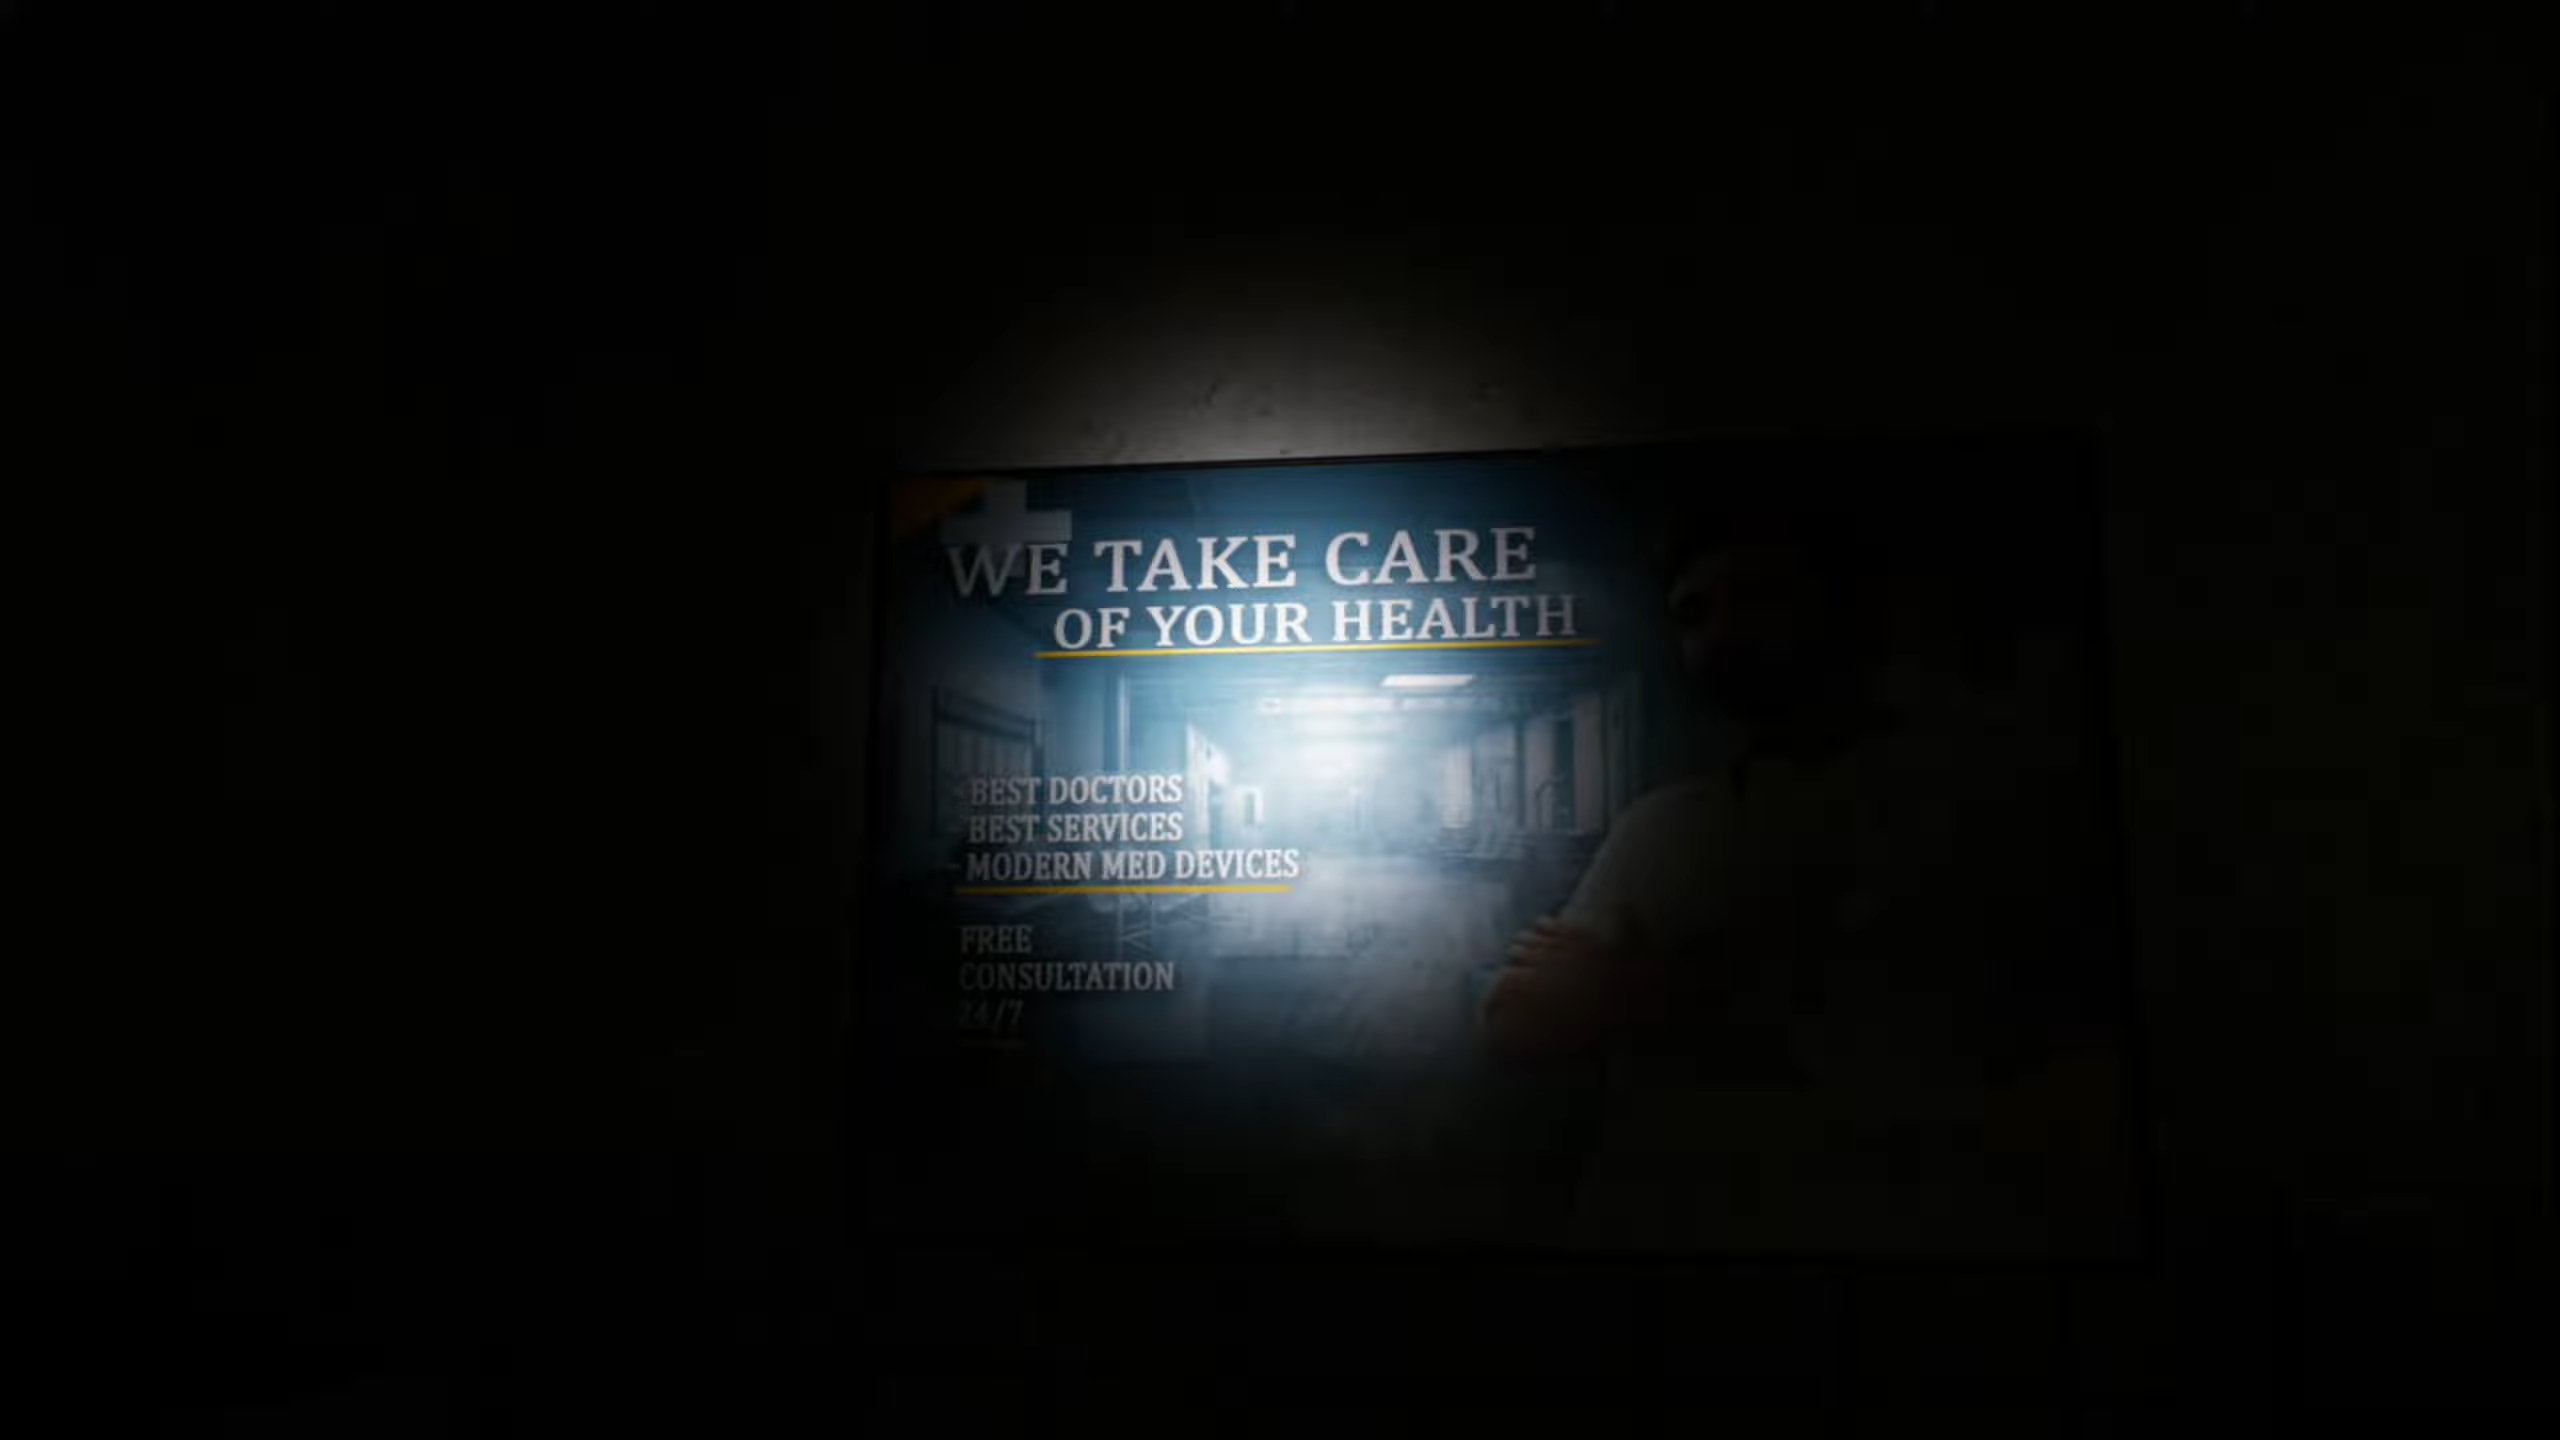 WE TAKE CARE
OF YOUR HEALTH
- BEST DOCTORS
- BEST SERVICES
- MODERN MED DEVICES
FREE
CONSULTATION
24/7